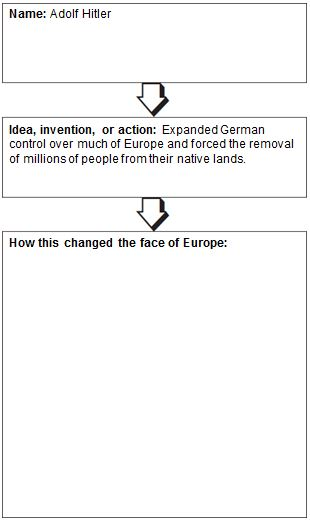 Name: Adolf Hitler
Idea, invention, or action: Expanded German
control over much of Europe and forced the removal
of millions of people from their native lands.
How this changed the face of Europe: